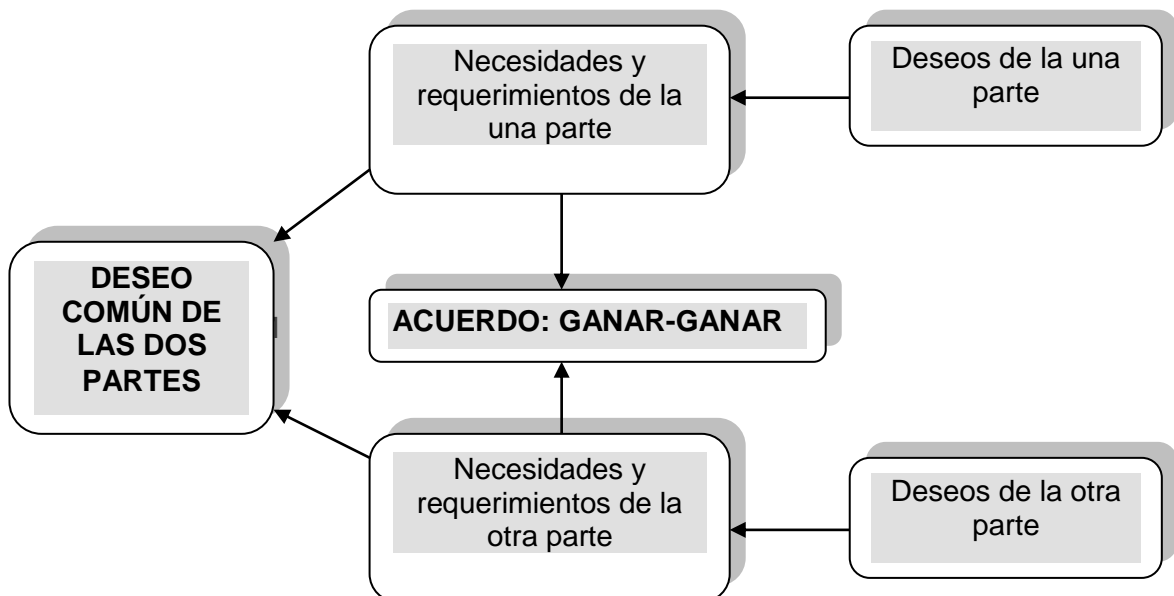 Necesidades y
requerimientos de la
una parte
Deseos de la una
parte
DESEO
COMÚN DE
LAS DOS
PARTES
ACUERDO: GANAR-GANAR
Necesidades y
requerimientos de la
otra parte
Deseos de la otra
parte